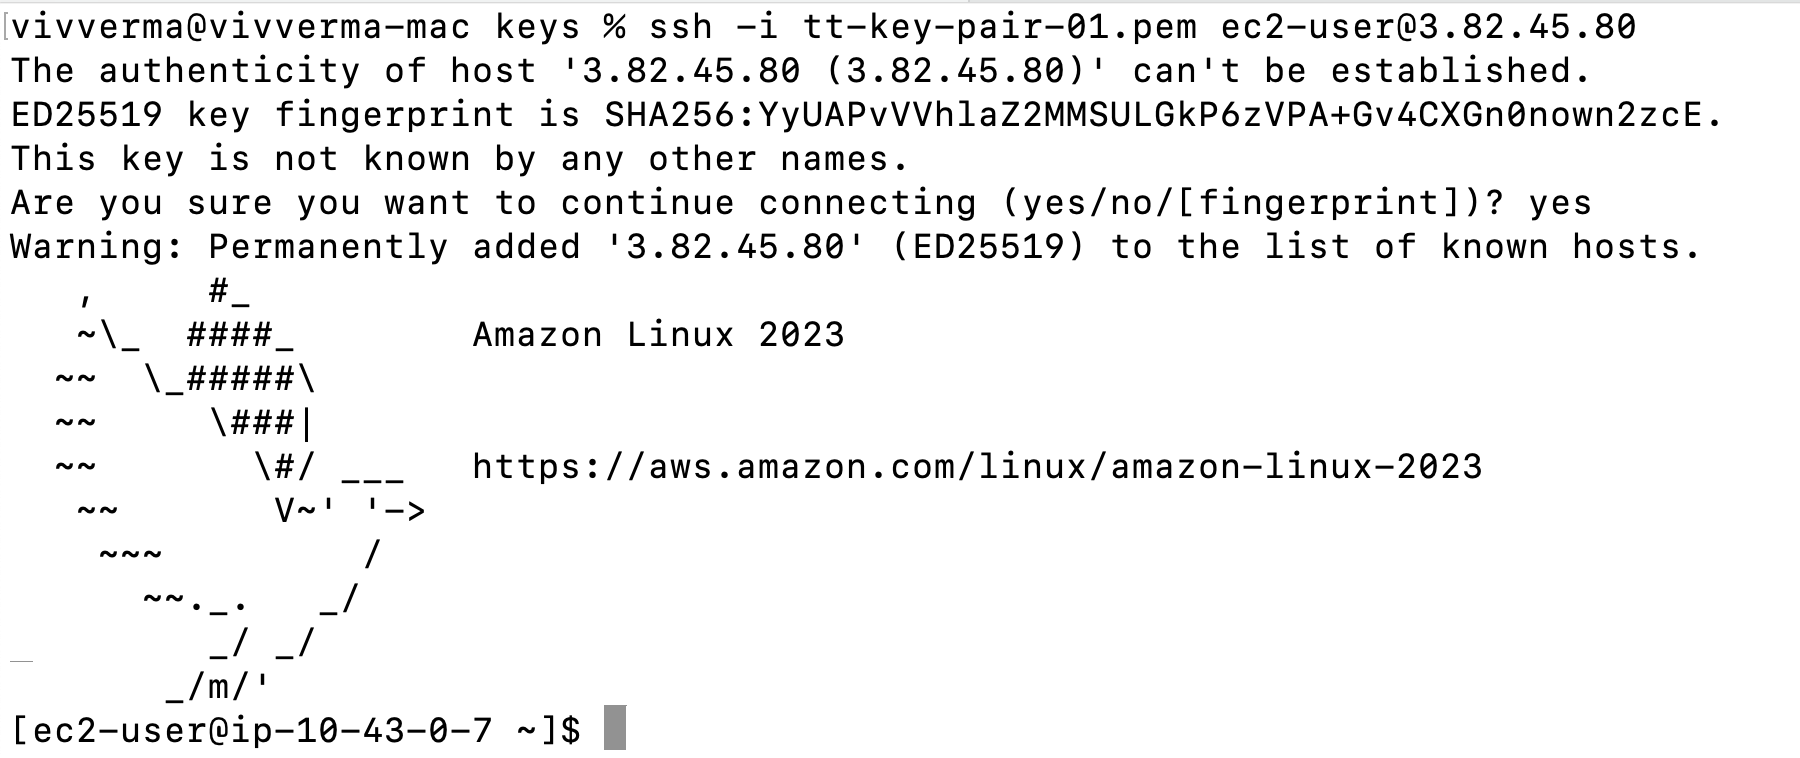 vivverma@vivverma-mac keys % ssh -i tt-key-pair-01.pem ec2-user@3.82.45.80
The authenticity of host '3.82.45.80 (3.82.45.80)' can't be established.
ED25519 key fingerprint is SHA256:YyUAPvVVhlaZ2MMSULGkP6zVPA+Gv4CXGn0nown2zcE.
This key is not known by any other names.
Are you sure you want to continue connecting (yes/no/[fingerprint])? yes
Warning: Permanently added '3.82.45.80' (ED25519) to the list of known hosts.
   ,     #_
   ~\_  ####_        Amazon Linux 2023
  ~~  \_#####\
  ~~     \###|
  ~~       \#/ ___   https://aws.amazon.com/linux/amazon-linux-2023
   ~~       V~' '->
    ~~~         /
      ~~._.   _/
         _/ _/
       _/m/'
[ec2-user@ip-10-43-0-7 ~]$